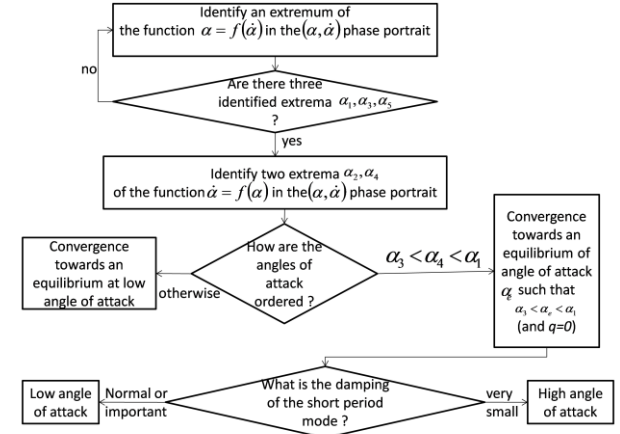 Identify an extremum of
the function α = f(α̇) in the (α, α̇) phase portrait
no
Are there three
identified extrema α₁,α₃,α₅
?
yes
Identify two extrema α₂,α₄
of the function α̇ = f(α) in the (α, α̇) phase portrait
Convergence
towards an
equilibrium at low
angle of attack
otherwise
How are the
angles of
attack
ordered ?
α₃ < α₄ < α₁
Convergence
towards an
equilibrium of
angle of attack
αₑ such that
α₃ < αₑ < α₁
(and q=0)
Low angle
of attack
Normal or
important
What is the damping
of the short period
mode ?
very
small
High angle
of attack